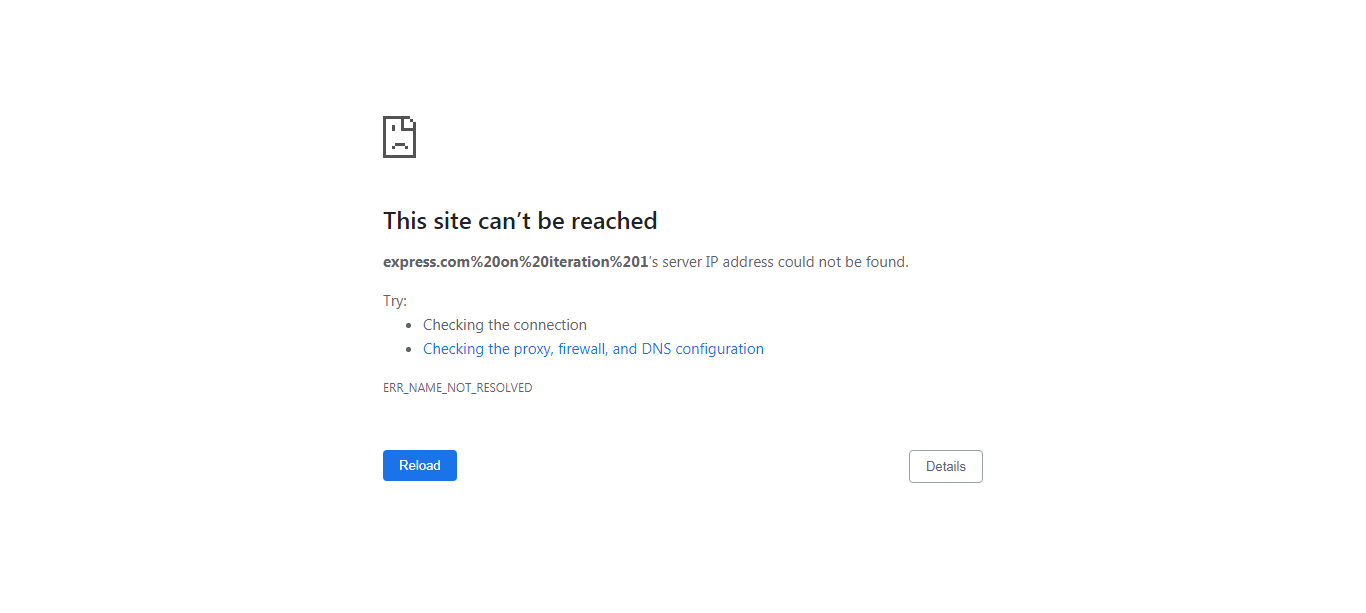 This site can’t be reached
express.com%20on%20iteration%201’s server IP address could not be found.
Try:
Checking the connection
Checking the proxy, firewall, and DNS configuration
ERR_NAME_NOT_RESOLVED
Reload
Details